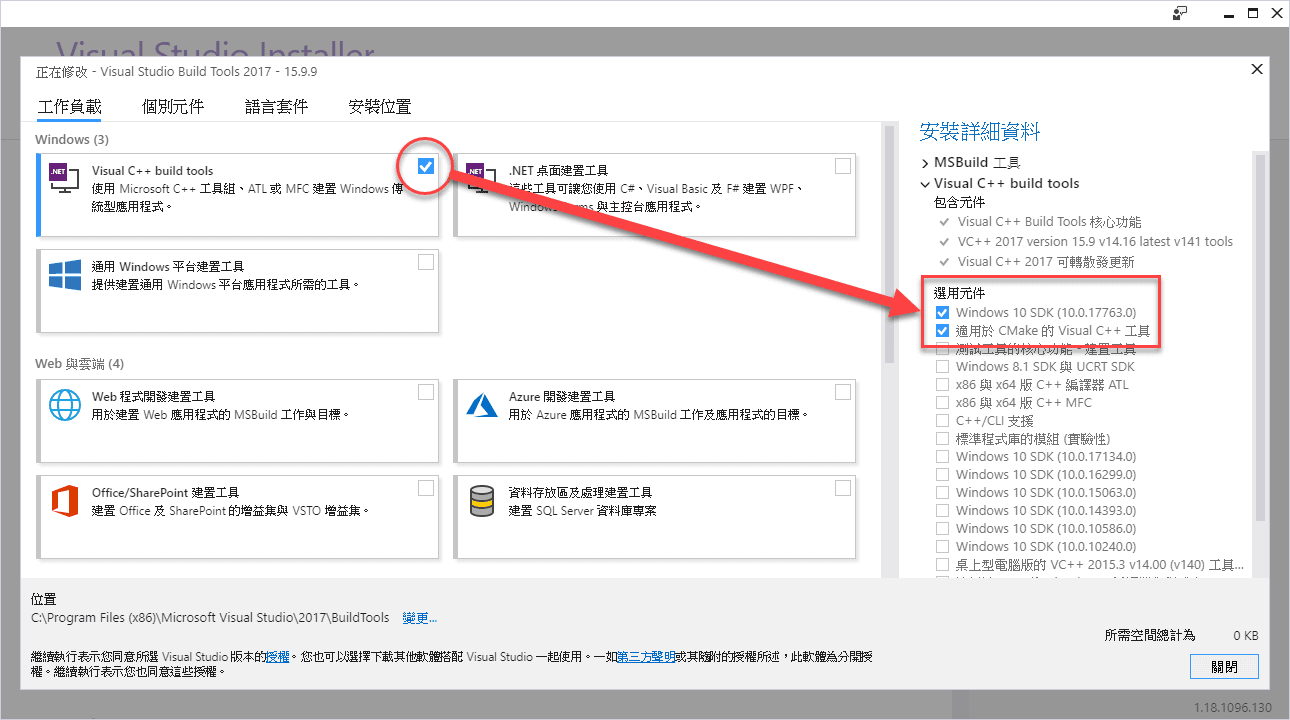 Visual Studio Installer
正在修改 - Visual Studio Build Tools 2017 - 15.9.9
工作負載 個別元件 語言套件 安裝位置
Windows (3)
.NET
Visual C++ build tools
使用 Microsoft C++ 工具組、ATL 或 MFC 建置 Windows 傳
統型應用程式。
.NET
.NET 桌面建置工具
這些工具可讓您使用 C#、Visual Basic 及 F# 建置 WPF、
Windows Forms 與主控台應用程式。
通用 Windows 平台建置工具
提供建置通用 Windows 平台應用程式所需的工具。
Web 與雲端 (4)
Web 程式開發建置工具
用於建置 Web 應用程式的 MSBuild 工作與目標。
Azure 開發建置工具
用於 Azure 應用程式的 MSBuild 工作及應用程式的目標。
Office/SharePoint 建置工具
建置 Office 及 SharePoint 的增益集與 VSTO 增益集。
資料存放區及處理建置工具
建置 SQL Server 資料庫專案
安裝詳細資料
MSBuild 工具
Visual C++ build tools
包含元件
Visual C++ Build Tools 核心功能
VC++ 2017 version 15.9 v14.16 latest v141 tools
Visual C++ 2017 可轉散發更新
選用元件
Windows 10 SDK (10.0.17763.0)
適用於 CMake 的 Visual C++ 工具
測試工具的核心功能 - 建置工具
Windows 8.1 SDK 與 UCRT SDK
x86 與 x64 版 C++ 編譯器 ATL
x86 與 x64 版 C++ MFC
C++/CLI 支援
標準程式庫的模組 (實驗性)
Windows 10 SDK (10.0.17134.0)
Windows 10 SDK (10.0.16299.0)
Windows 10 SDK (10.0.15063.0)
Windows 10 SDK (10.0.14393.0)
Windows 10 SDK (10.0.10586.0)
Windows 10 SDK (10.0.10240.0)
桌上型電腦版的 VC++ 2015.3 v14.00 (v140) 工具...
位置
C:\Program Files (x86)\Microsoft Visual Studio\2017\BuildTools 變更...
所需空間總計為 0 KB
繼續執行表示您同意所選 Visual Studio 版本的授權。您也可以選擇下載其他軟體搭配 Visual Studio 一起使用。一如第三方聲明或其隨附的授權所述，此軟體為分開授
權。繼續執行表示您也同意這些授權。
關閉
1.18.1096.130